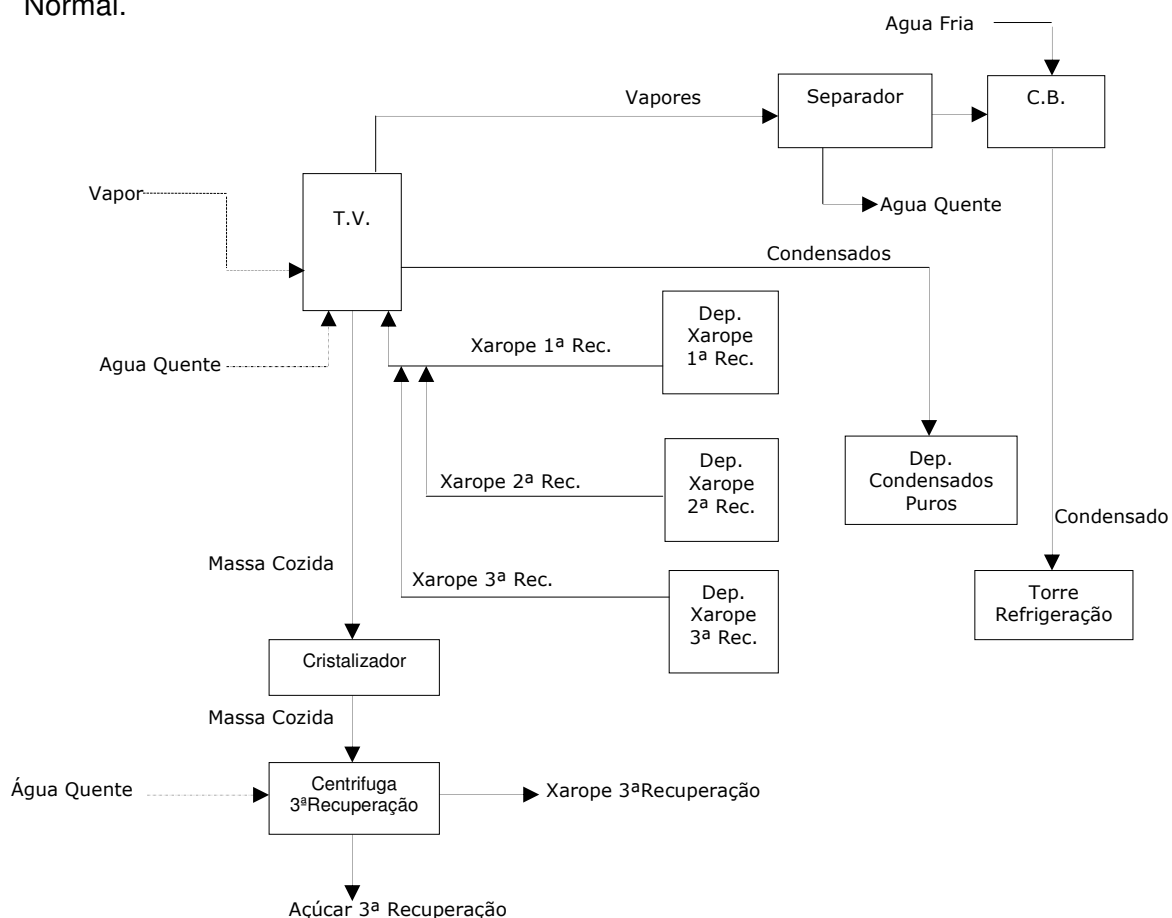 Normal.
Agua Fria
Vapores
Separador
C.B.
Vapor
T.V.
Agua Quente
Condensados
Dep.
Xarope
1ª Rec.
Xarope 1ª Rec.
Agua Quente
Dep.
Xarope
2ª Rec.
Xarope 2ª Rec.
Dep.
Condensados
Puros
Condensado
Massa Cozida
Xarope 3ª Rec.
Dep.
Xarope
3ª Rec.
Torre
Refrigeração
Cristalizador
Massa Cozida
Água Quente
Centrifuga
3ªRecuperação
Xarope 3ªRecuperação
Açúcar 3ª Recuperação